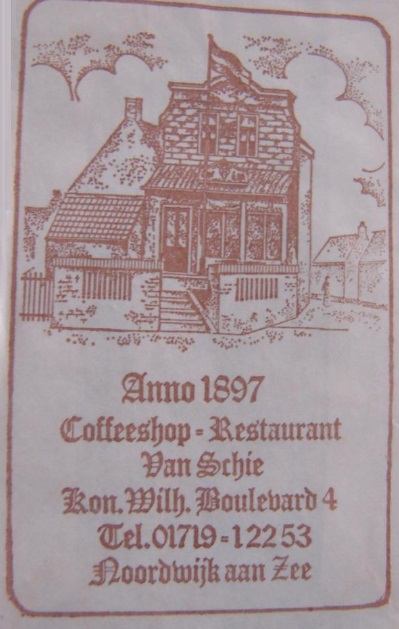 Anno 1897
Coffeeshop - Restaurant
Van Schie
Kon. Wilh. Boulevard 4
Tel. 01719 - 12253
Noordwijk aan Zee